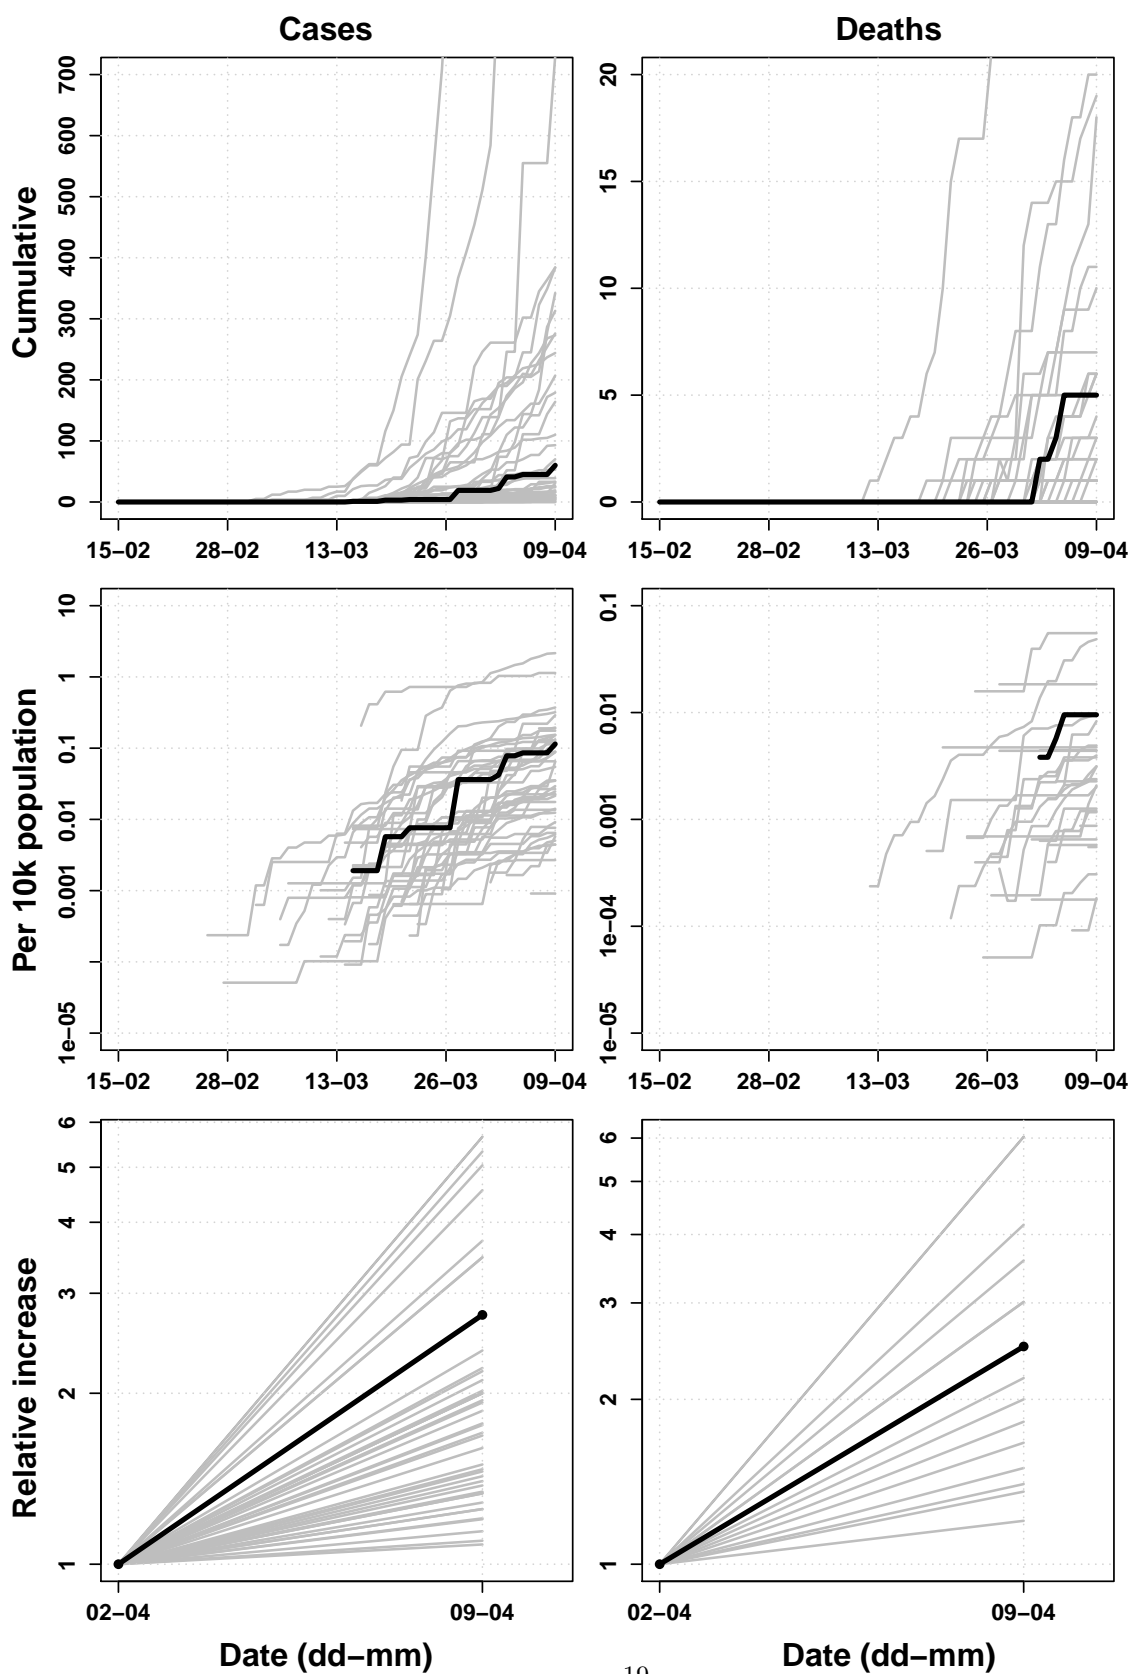 Cases Deaths
Cumulative
700
600
500
400
300
200
100
0
15−02 28−02 13−03 26−03 09−04
20
15
10
5
0
15−02 28−02 13−03 26−03 09−04
Per 10k population
10
1
0.1
0.01
0.001
1e−05
15−02 28−02 13−03 26−03 09−04
0.1
0.01
0.001
1e−04
1e−05
15−02 28−02 13−03 26−03 09−04
Relative increase
6
5
4
3
2
1
02−04 09−04
6
5
4
3
2
1
02−04 09−04
Date (dd−mm) Date (dd−mm)